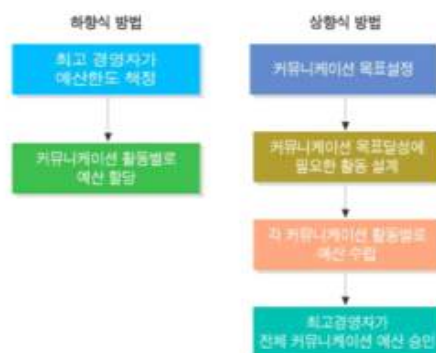 하향식 방법
최고 경영자가
예산한도 책정
커뮤니케이션 활동별로
예산 할당
상향식 방법
커뮤니케이션 목표설정
커뮤니케이션 목표달성에
필요한 활동 설계
각 커뮤니케이션 활동별로
예산 수립
최고경영자가
전체 커뮤니케이션 예산 승인